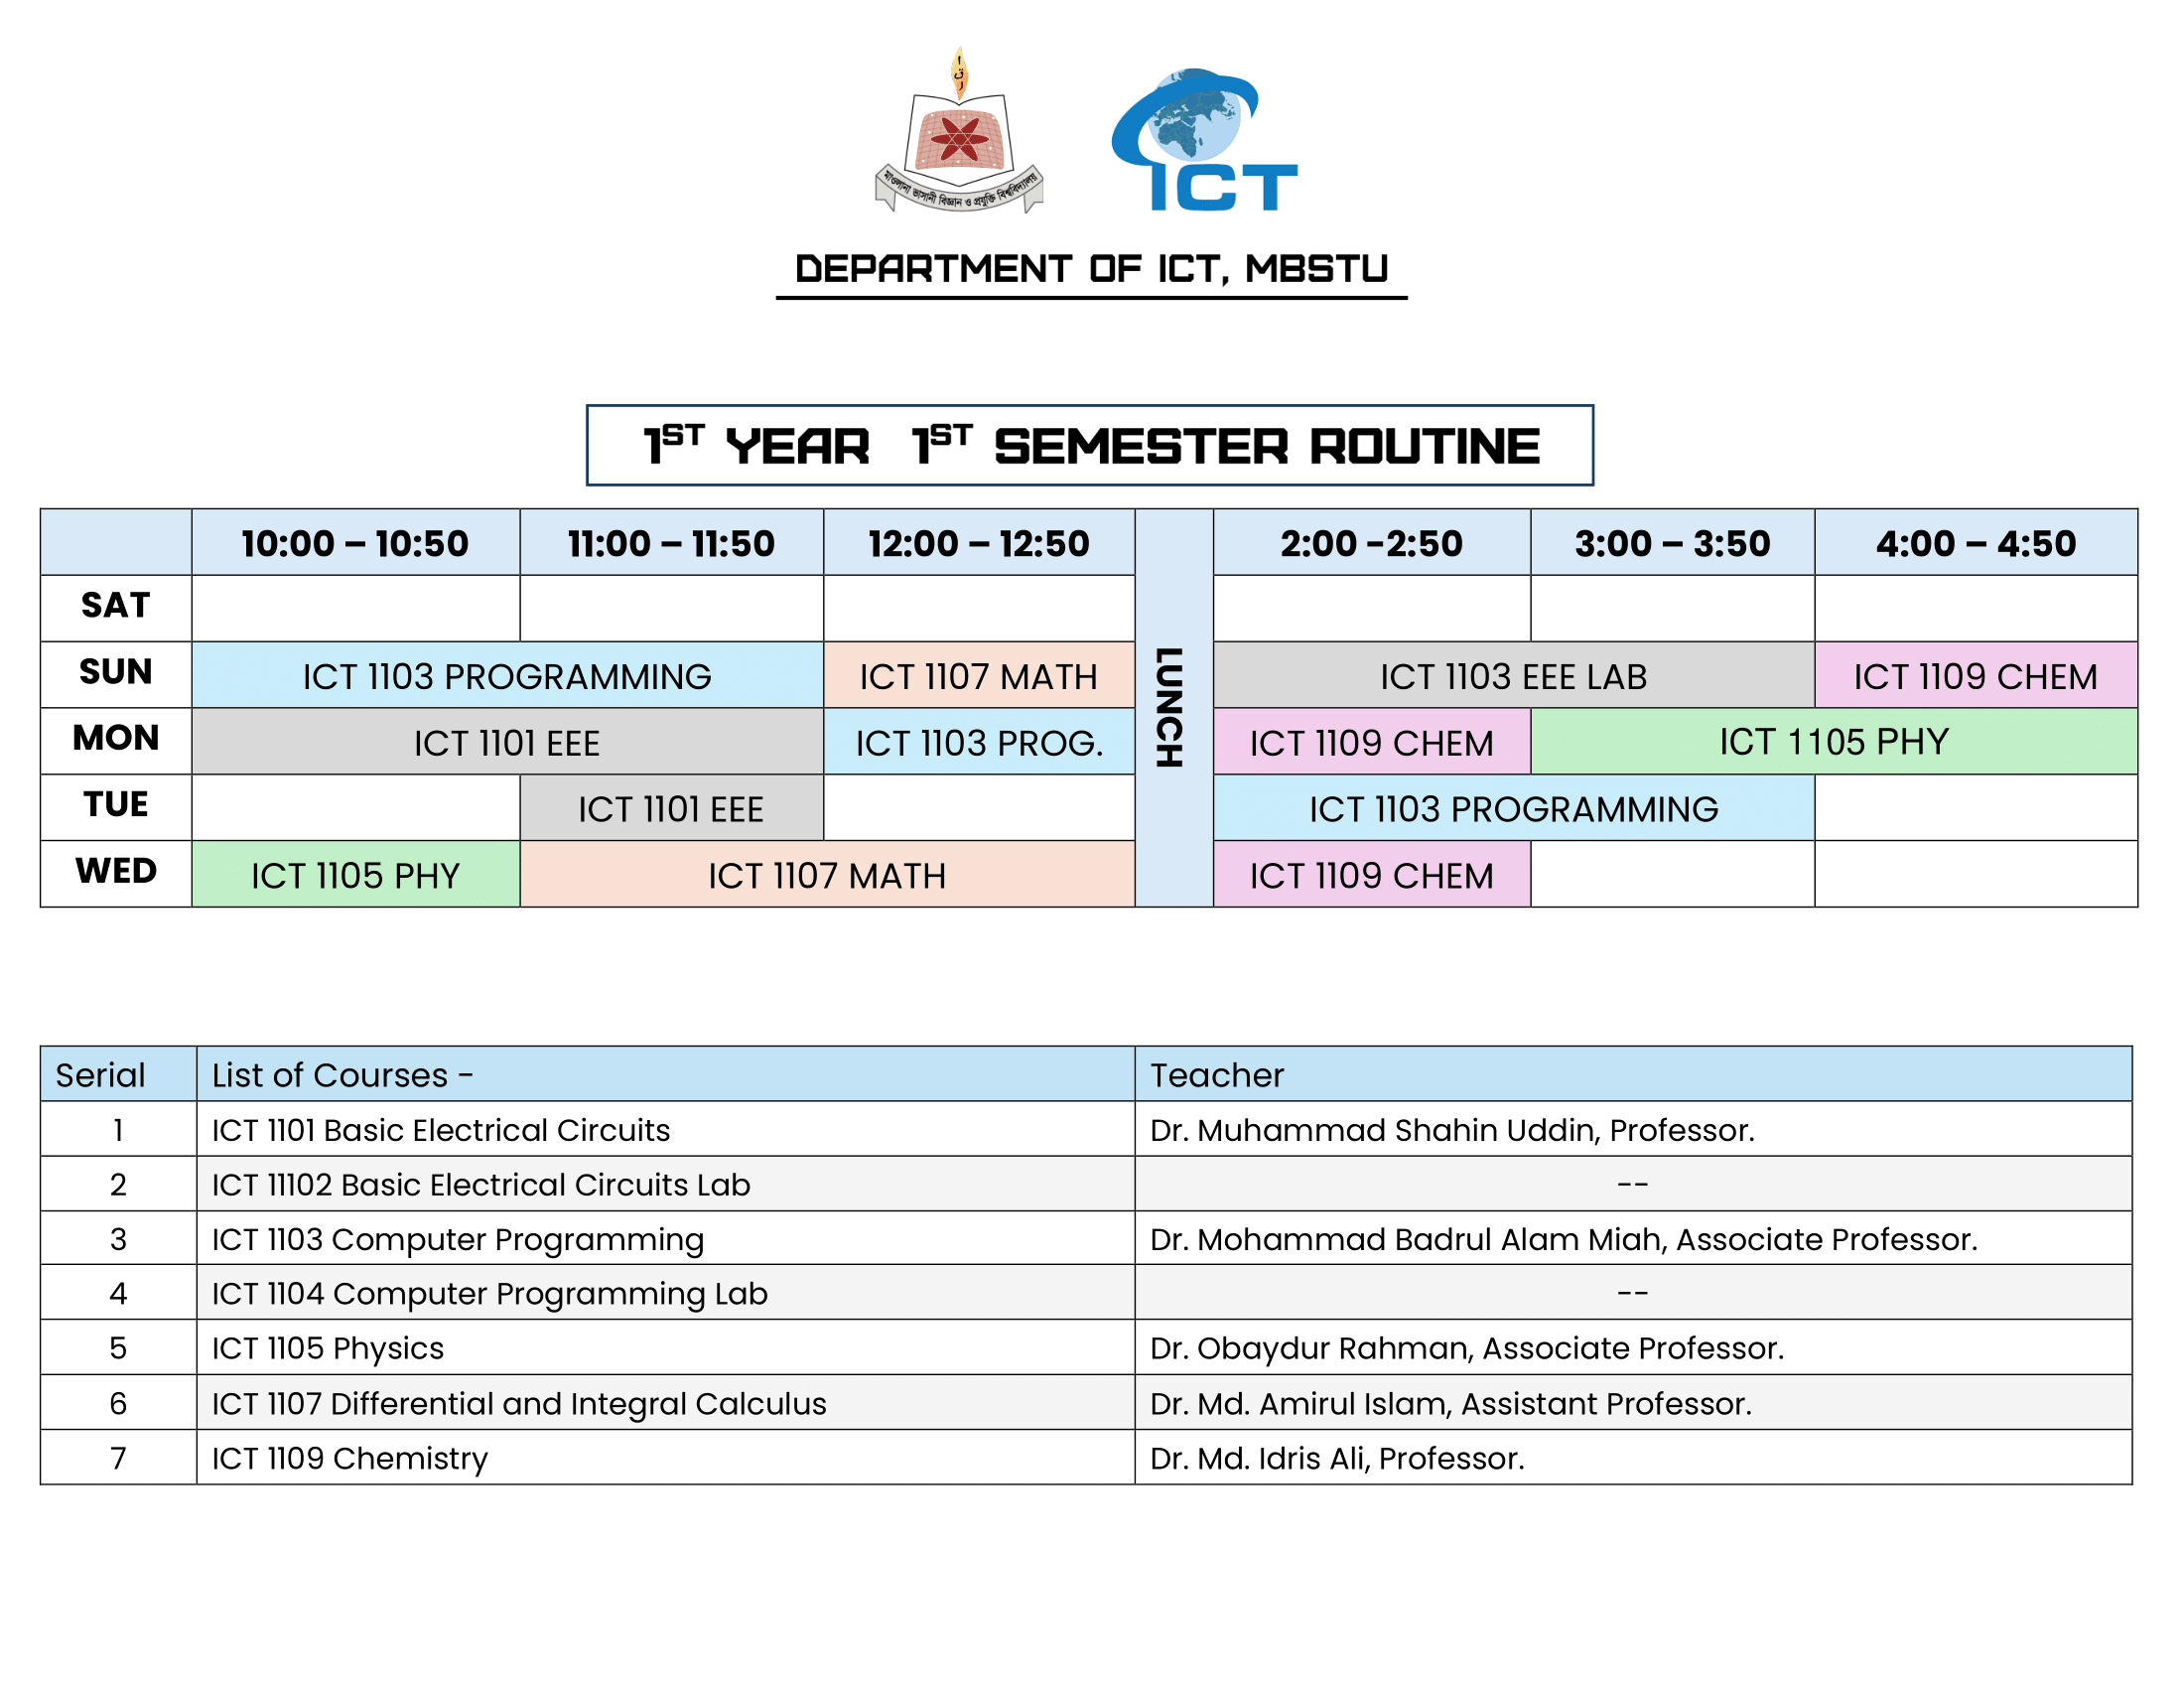 মাওলানা ভাসানী বিজ্ঞান ও প্রযুক্তি বিশ্ববিদ্যালয়
ICT
DEPARTMENT OF ICT, MBSTU
1ST YEAR 1ST SEMESTER ROUTINE
10:00 – 10:50 11:00 – 11:50 12:00 – 12:50 LUNCH 2:00 -2:50 3:00 – 3:50 4:00 – 4:50
SAT
SUN ICT 1103 PROGRAMMING ICT 1107 MATH ICT 1103 EEE LAB ICT 1109 CHEM
MON ICT 1101 EEE ICT 1103 PROG. ICT 1109 CHEM ICT 1105 PHY
TUE ICT 1101 EEE ICT 1103 PROGRAMMING
WED ICT 1105 PHY ICT 1107 MATH ICT 1109 CHEM
Serial List of Courses - Teacher
1 ICT 1101 Basic Electrical Circuits Dr. Muhammad Shahin Uddin, Professor.
2 ICT 11102 Basic Electrical Circuits Lab --
3 ICT 1103 Computer Programming Dr. Mohammad Badrul Alam Miah, Associate Professor.
4 ICT 1104 Computer Programming Lab --
5 ICT 1105 Physics Dr. Obaydur Rahman, Associate Professor.
6 ICT 1107 Differential and Integral Calculus Dr. Md. Amirul Islam, Assistant Professor.
7 ICT 1109 Chemistry Dr. Md. Idris Ali, Professor.